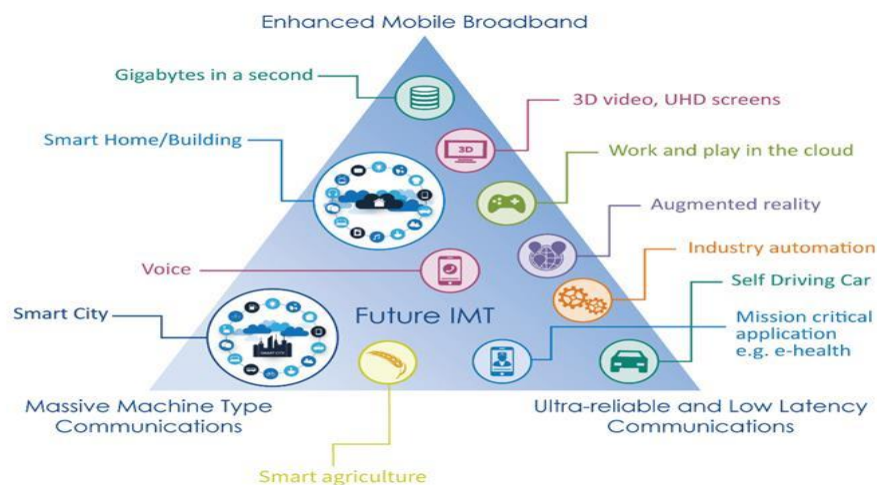 Enhanced Mobile Broadband
Gigabytes in a second
3D video, UHD screens
Smart Home/Building
3D
Work and play in the cloud
Augmented reality
Industry automation
Voice
Self Driving Car
Smart City
Future IMT
Mission critical
application
e.g. e-health
SMART CITY
Massive Machine Type
Communications
Ultra-reliable and Low Latency
Communications
Smart agriculture